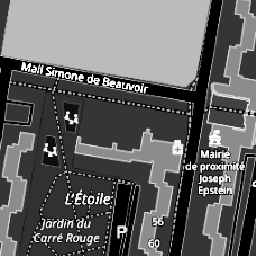 Mail Simone de Beauvoir
Mairie
de proximité
Joseph
Epstein
L'Étoile
Jardin du
Carré Rouge
56
P
60